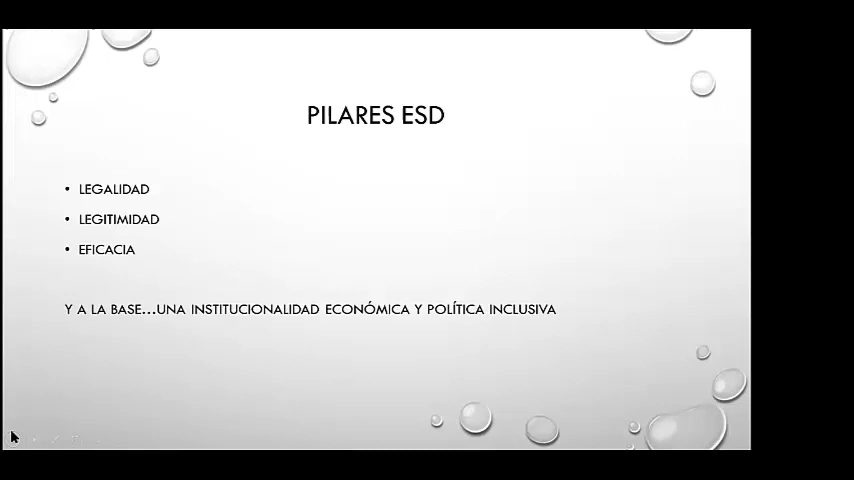 PILARES ESD
• LEGALIDAD
• LEGITIMIDAD
• EFICACIA
Y A LA BASE...UNA INSTITUCIONALIDAD ECONÓMICA Y POLÍTICA INCLUSIVA